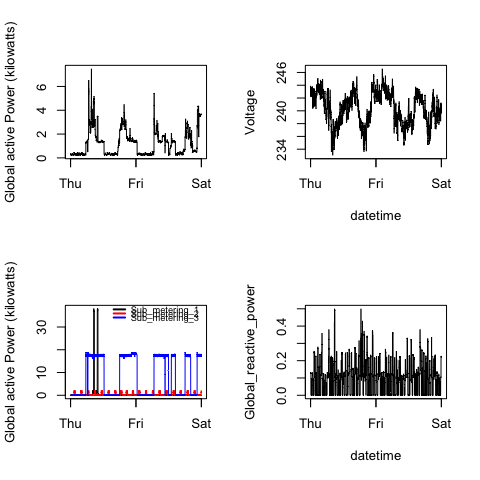 Global active Power (kilowatts)
6
4
2
0
Thu Fri Sat
Voltage
246
240
234
Thu Fri Sat
datetime
Global active Power (kilowatts)
30
10
0
Sub_metering_1
Sub_metering_2
Sub_metering_3
Thu Fri Sat
Global_reactive_power
0.4
0.2
0.0
Thu Fri Sat
datetime